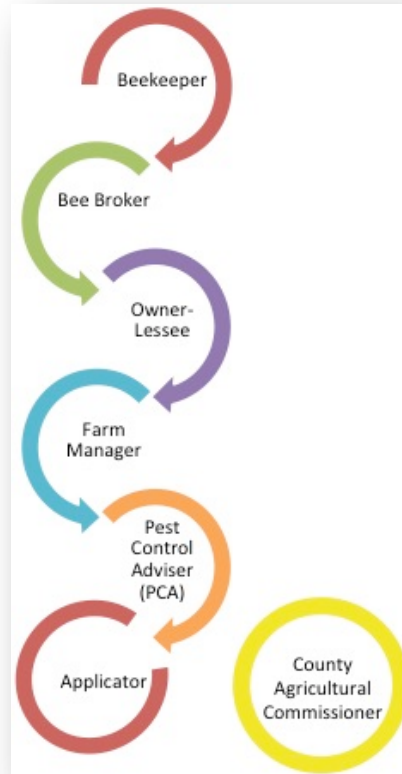 Beekeeper
Bee Broker
Owner-
Lessee
Farm
Manager
Pest
Control
Adviser
(PCA)
Applicator
County
Agricultural
Commissioner